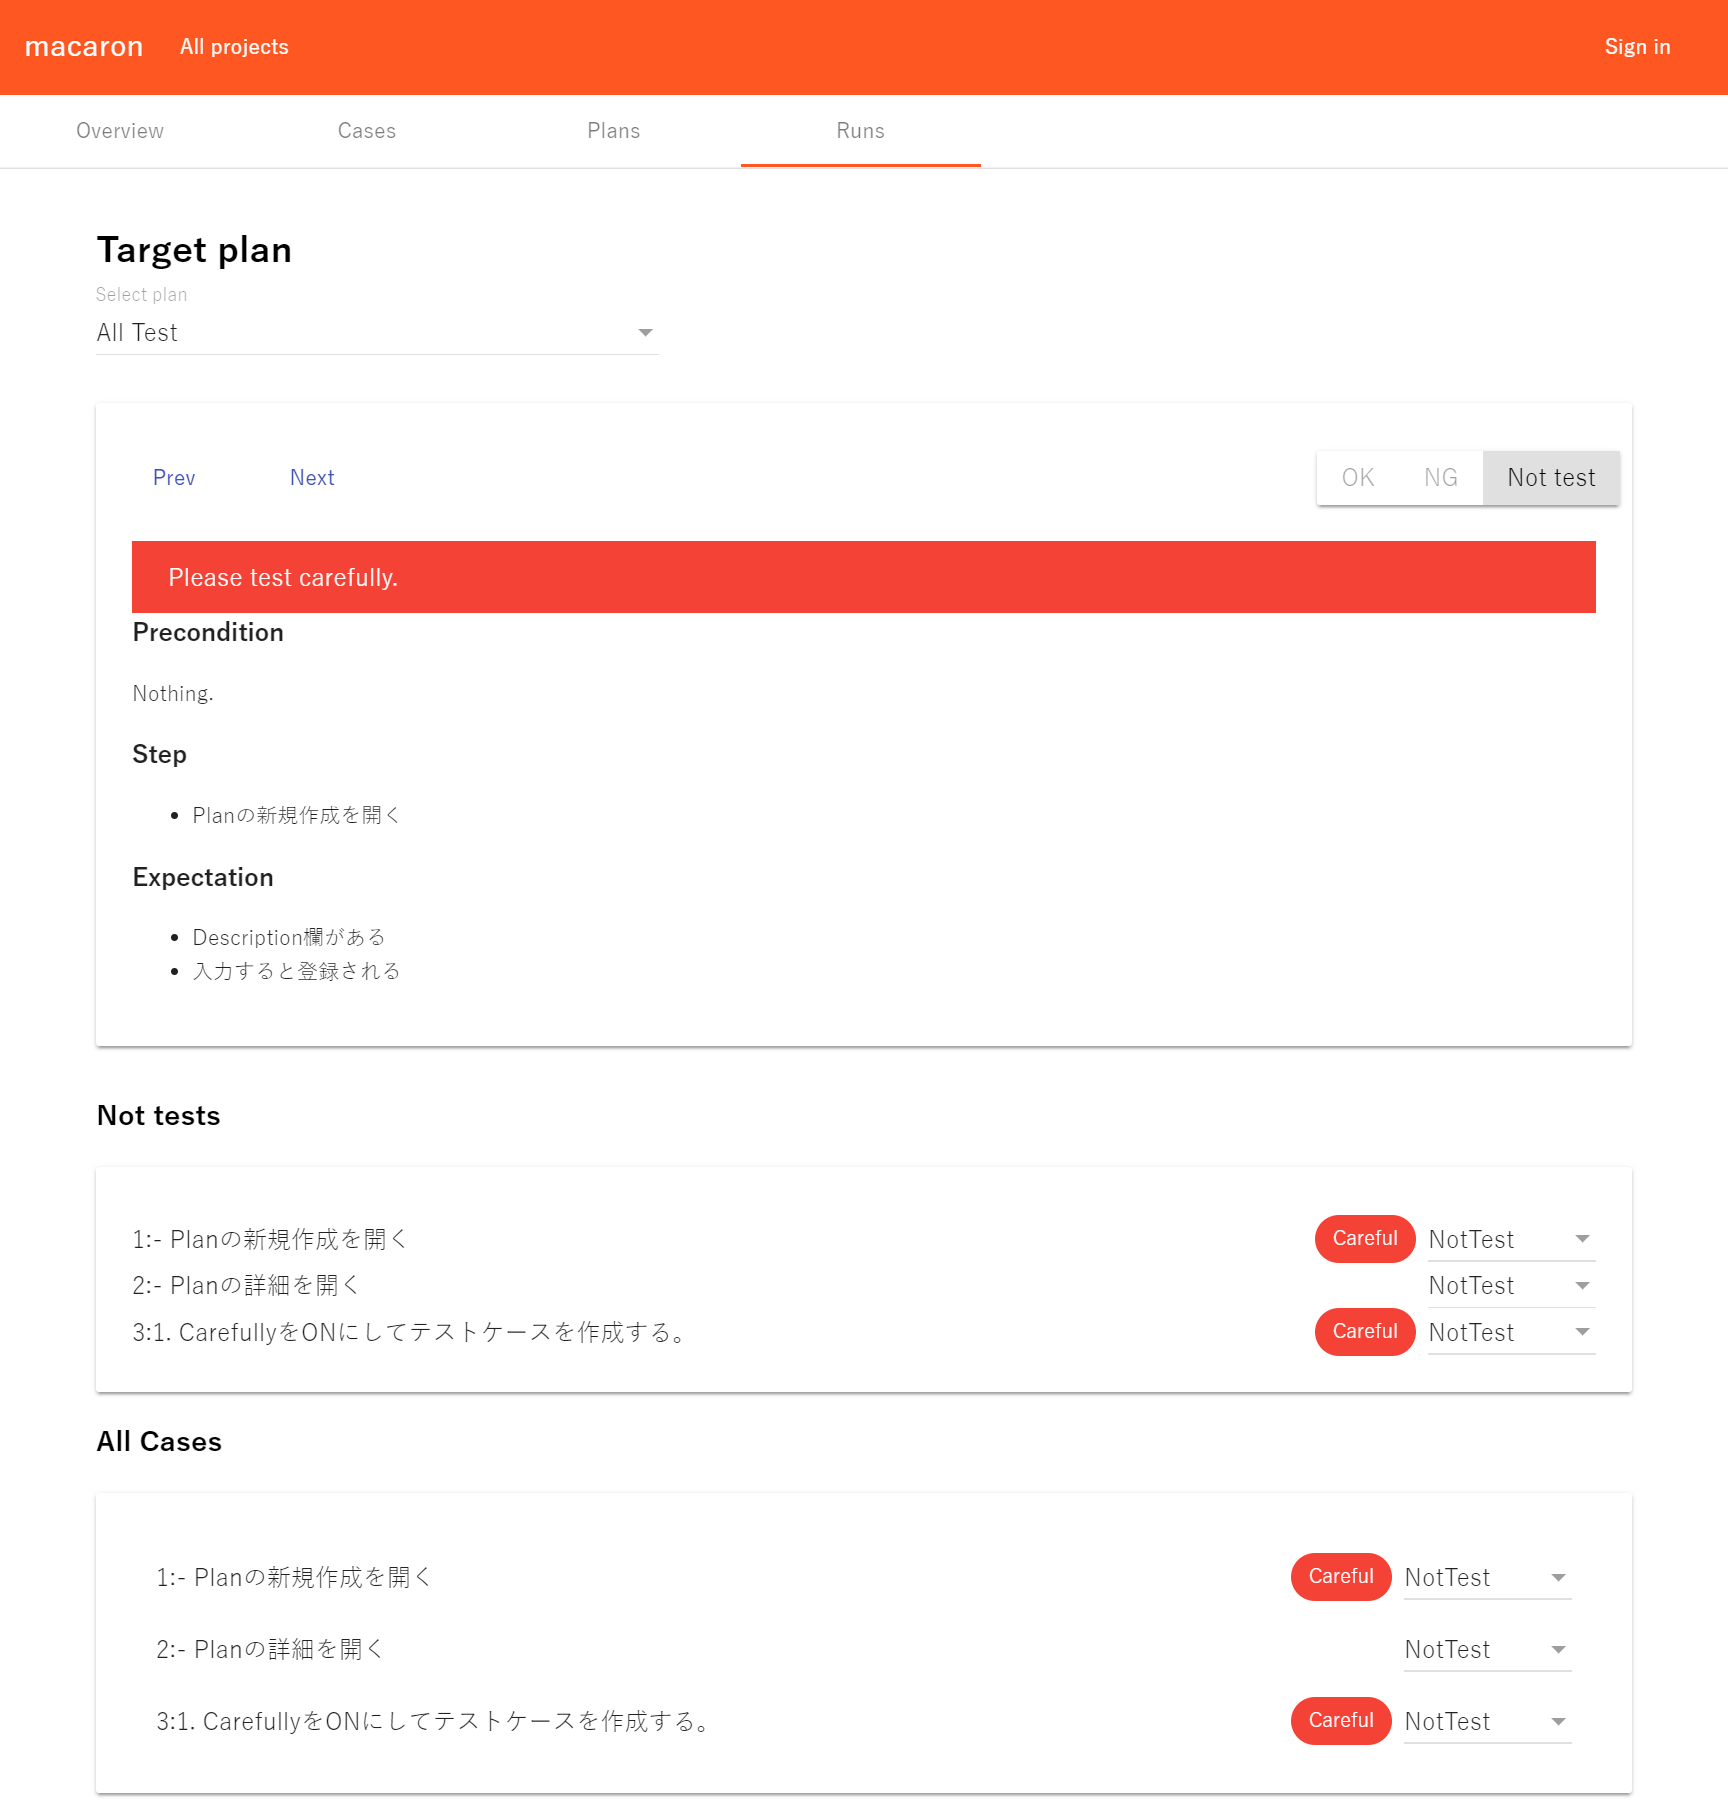 macaron All projects Sign in
Overview Cases Plans Runs
Target plan
Select plan
All Test
Prev Next OK NG Not test
Please test carefully.
Precondition
Nothing.
Step
Planの新規作成を開く
Expectation
Description欄がある
入力すると登録される
Not tests
1:- Planの新規作成を開く Careful NotTest
2:- Planの詳細を開く NotTest
3:1. CarefullyをONにしてテストケースを作成する。 Careful NotTest
All Cases
1:- Planの新規作成を開く Careful NotTest
2:- Planの詳細を開く NotTest
3:1. CarefullyをONにしてテストケースを作成する。 Careful NotTest